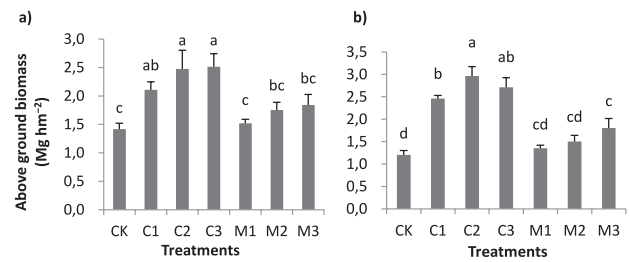 a)
Above ground biomass
(Mg hm⁻²)
3,0
2,5
2,0
1,5
1,0
0,5
0,0
c ab a a c bc bc
CK C1 C2 C3 M1 M2 M3
Treatments
b)
3,5
3,0
2,5
2,0
1,5
1,0
0,5
0,0
d b a ab cd cd c
CK C1 C2 C3 M1 M2 M3
Treatments